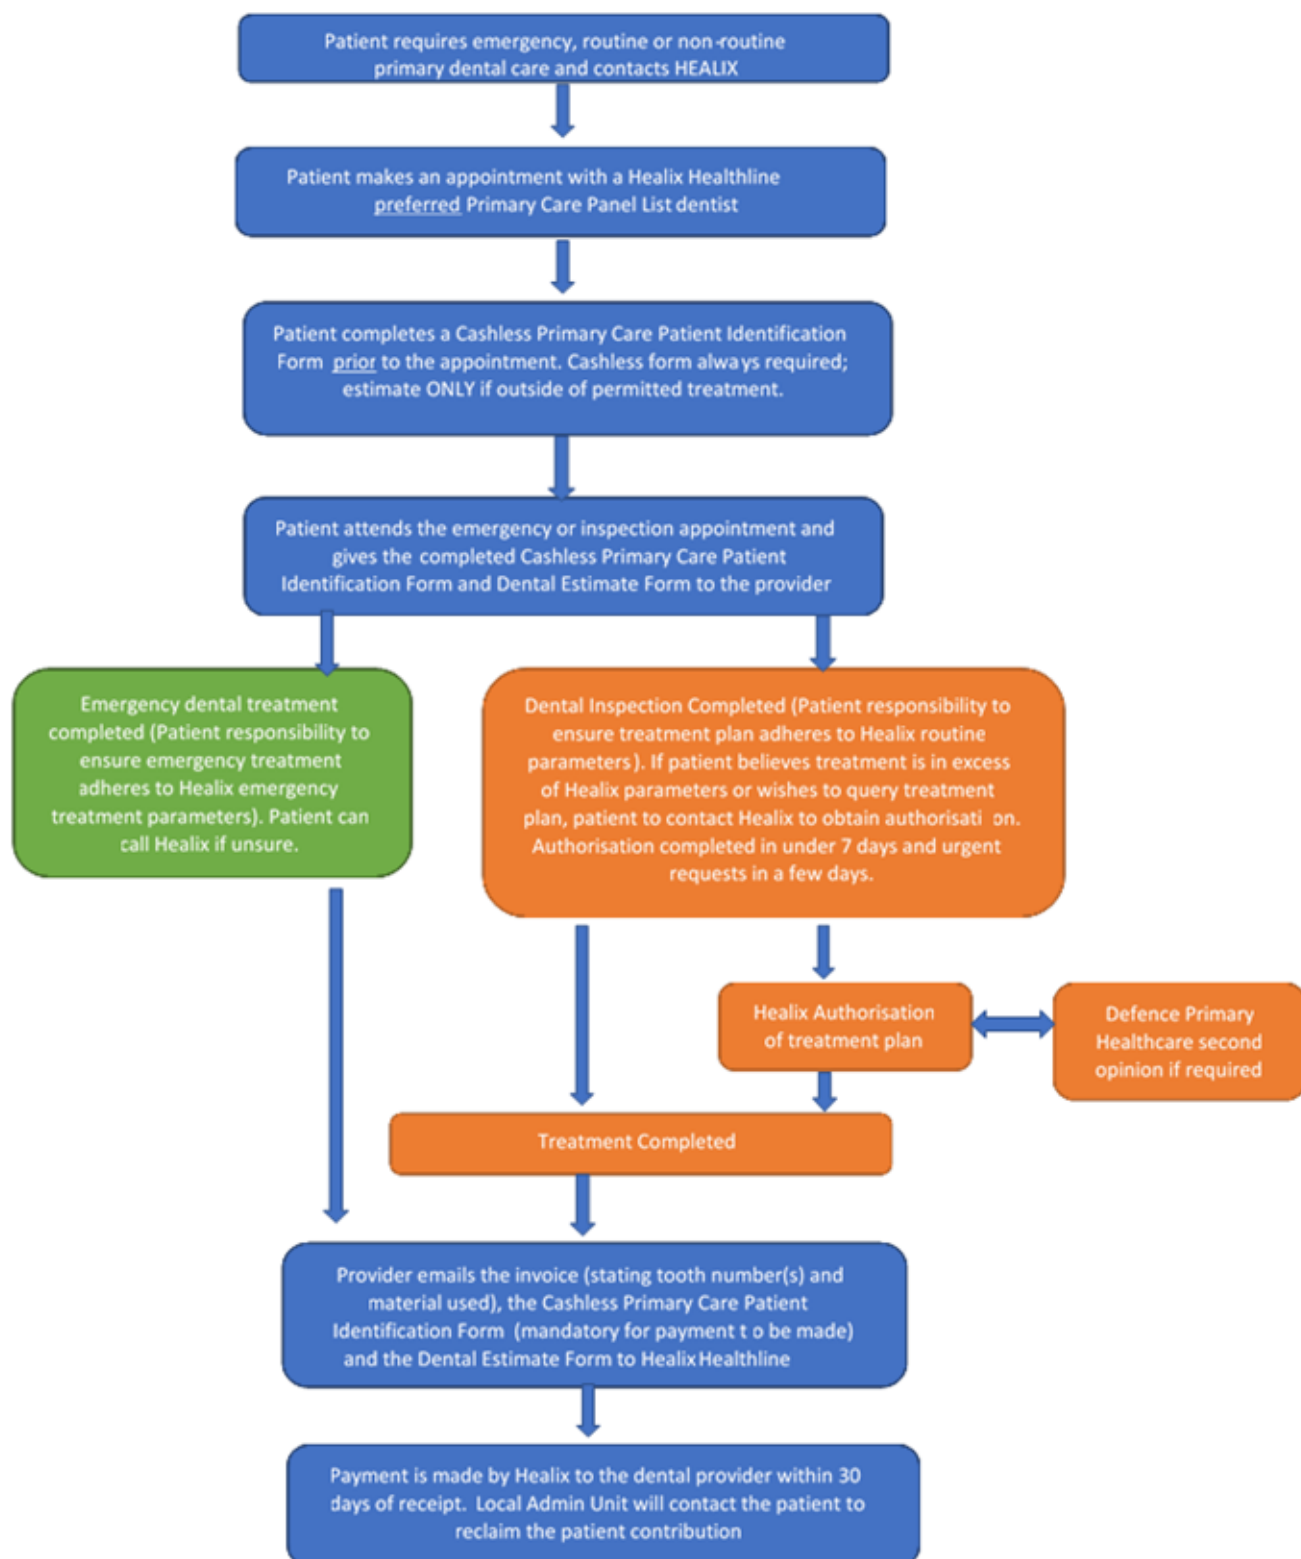 Patient requires emergency, routine or non-routine
primary dental care and contacts HEALIX
Patient makes an appointment with a Healix Healthline
preferred Primary Care Panel List dentist
Patient completes a Cashless Primary Care Patient Identification
Form prior to the appointment. Cashless form always required;
estimate ONLY if outside of permitted treatment.
Patient attends the emergency or inspection appointment and
gives the completed Cashless Primary Care Patient
Identification Form and Dental Estimate Form to the provider
Emergency dental treatment
completed (Patient responsibility to
ensure emergency treatment
adheres to Healix emergency
treatment parameters). Patient can
call Healix if unsure.
Dental Inspection Completed (Patient responsibility to
ensure treatment plan adheres to Healix routine
parameters). If patient believes treatment is in excess
of Healix parameters or wishes to query treatment
plan, patient to contact Healix to obtain authorisation.
Authorisation completed in under 7 days and urgent
requests in a few days.
Healix Authorisation
of treatment plan
Defence Primary
Healthcare second
opinion if required
Treatment Completed
Provider emails the invoice (stating tooth number(s) and
material used), the Cashless Primary Care Patient
Identification Form (mandatory for payment to be made)
and the Dental Estimate Form to Healix Healthline
Payment is made by Healix to the dental provider within 30
days of receipt. Local Admin Unit will contact the patient to
reclaim the patient contribution